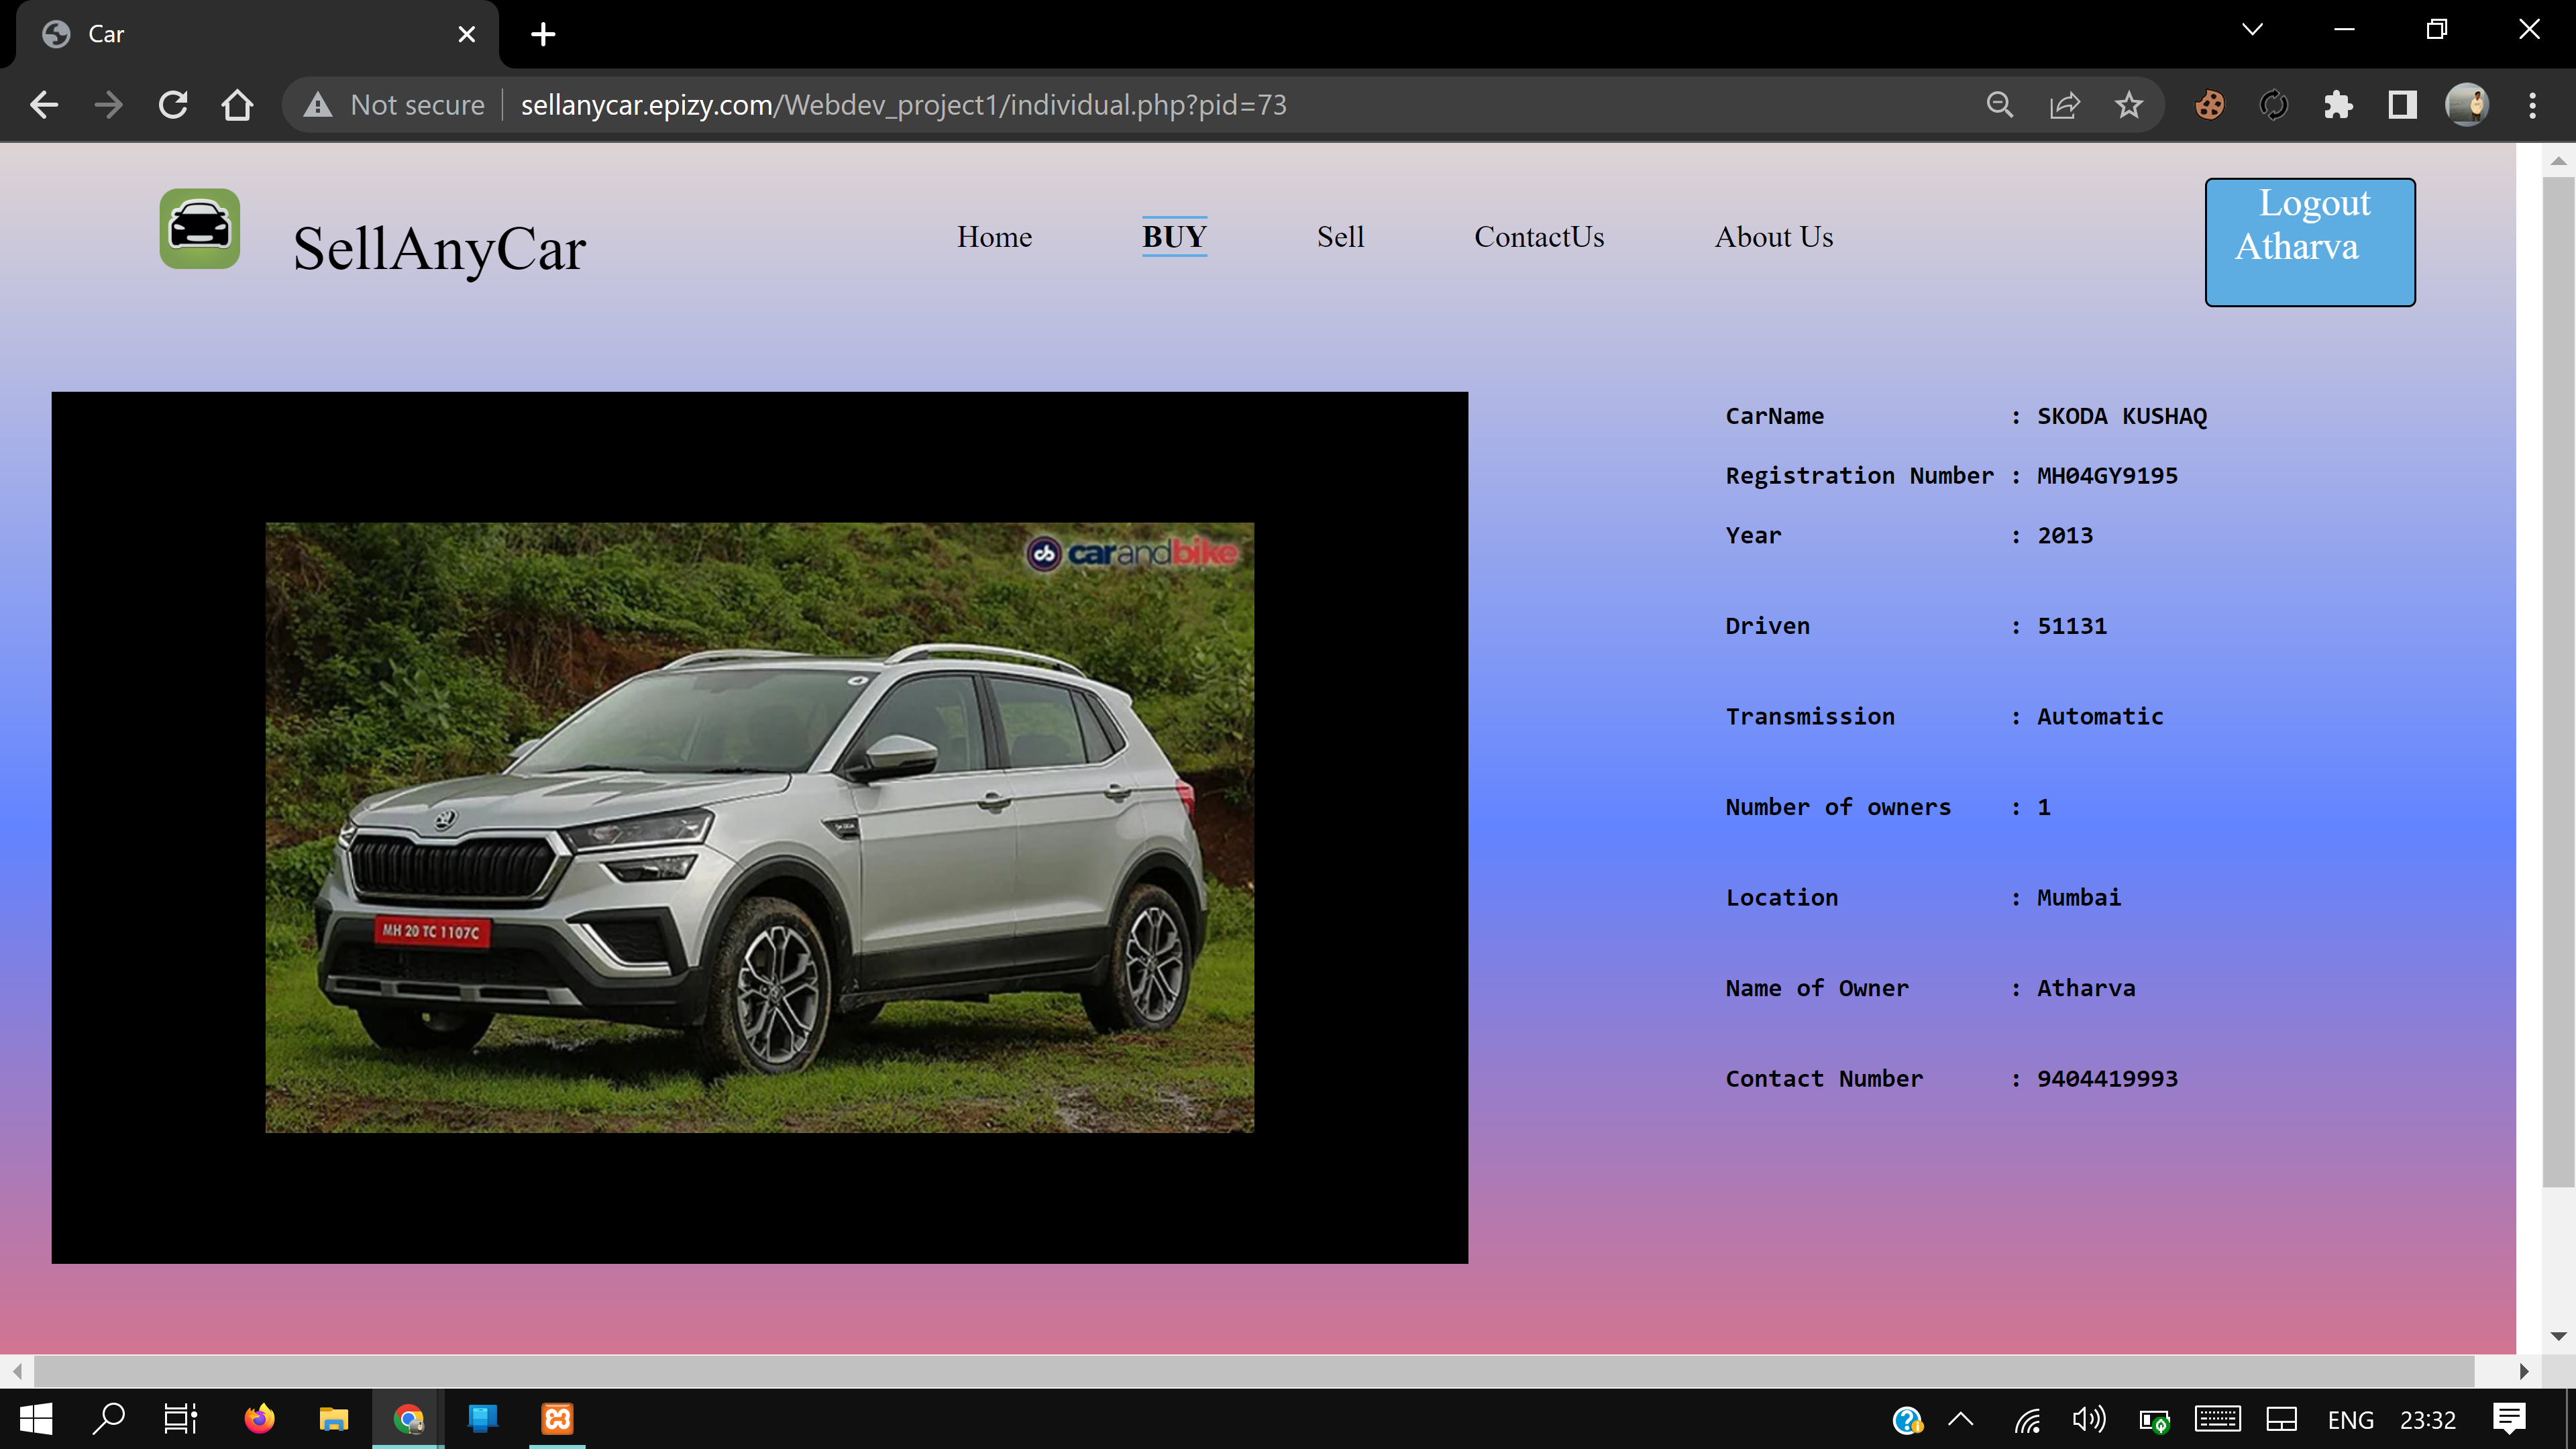 Car
Not secure
sellanycar.epizy.com/Webdev_project1/individual.php?pid=73
SellAnyCar
Home
BUY
Sell
ContactUs
About Us
Logout
Atharva
carandbike
MH 20 TC 1107C
CarName : SKODA KUSHAQ
Registration Number : MH04GY9195
Year : 2013
Driven : 51131
Transmission : Automatic
Number of owners : 1
Location : Mumbai
Name of Owner : Atharva
Contact Number : 9404419993
ENG
23:32